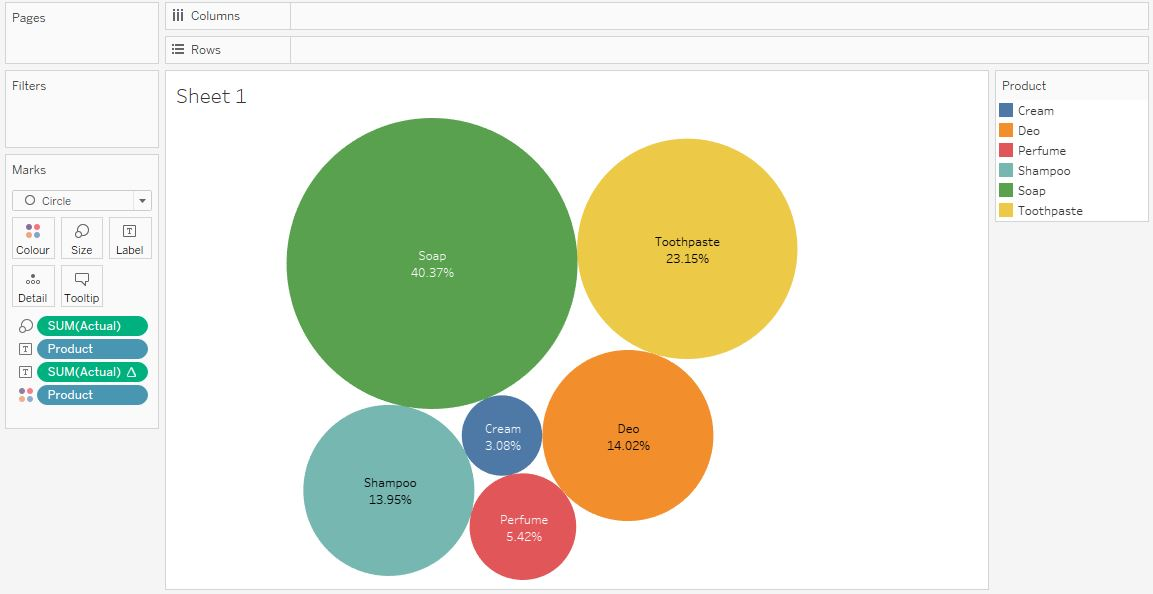 Pages
Columns
Rows
Filters
Marks
Circle
Colour
Size
Label
Detail
Tooltip
SUM(Actual)
Product
SUM(Actual) Δ
Product
Sheet 1
Soap
40.37%
Toothpaste
23.15%
Cream
3.08%
Deo
14.02%
Shampoo
13.95%
Perfume
5.42%
Product
Cream
Deo
Perfume
Shampoo
Soap
Toothpaste